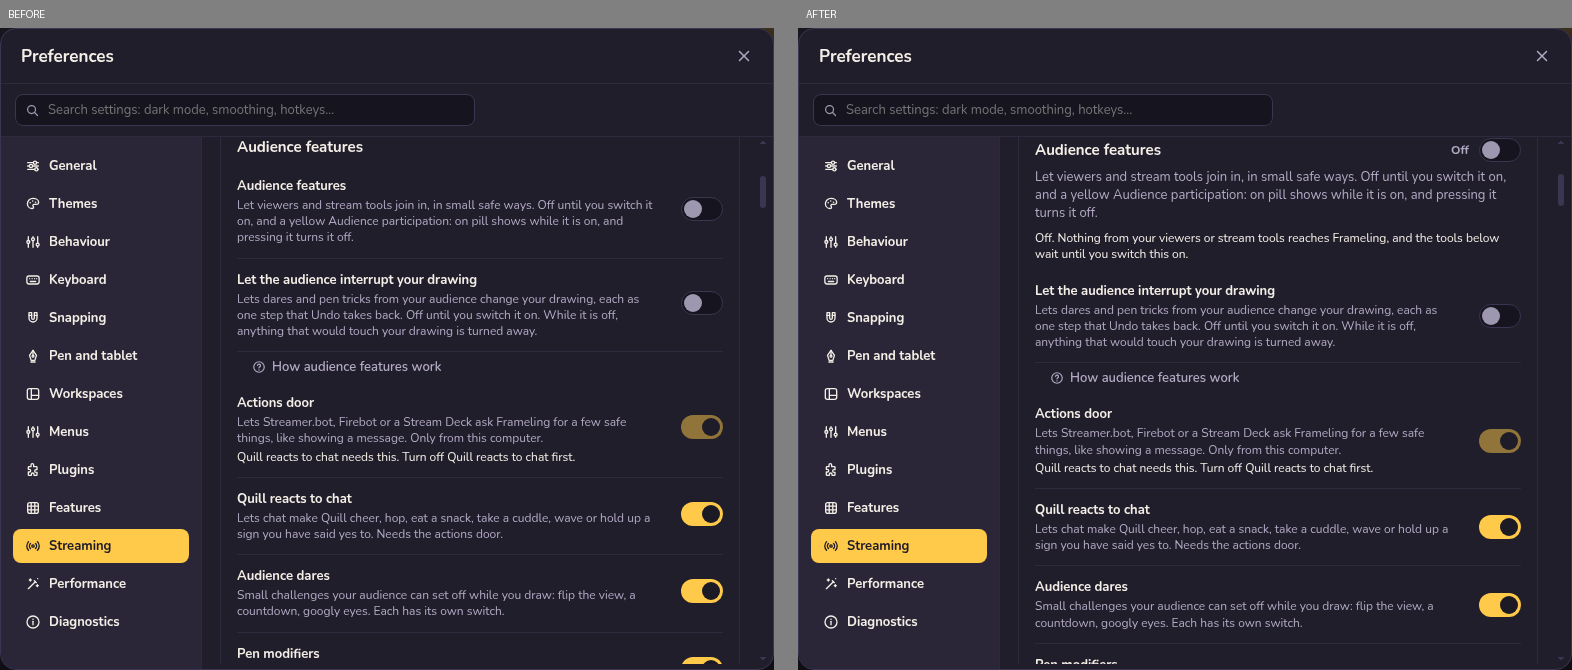 BEFORE
Preferences
Search settings: dark mode, smoothing, hotkeys...
General
Themes
Behaviour
Keyboard
Snapping
Pen and tablet
Workspaces
Menus
Plugins
Features
Streaming
Performance
Diagnostics
Audience features
Audience features
Let viewers and stream tools join in, in small safe ways. Off until you switch it
on, and a yellow Audience participation: on pill shows while it is on, and
pressing it turns it off.
Let the audience interrupt your drawing
Lets dares and pen tricks from your audience change your drawing, each as
one step that Undo takes back. Off until you switch it on. While it is off,
anything that would touch your drawing is turned away.
How audience features work
Actions door
Lets Streamer.bot, Firebot or a Stream Deck ask Frameling for a few safe
things, like showing a message. Only from this computer.
Quill reacts to chat needs this. Turn off Quill reacts to chat first.
Quill reacts to chat
Lets chat make Quill cheer, hop, eat a snack, take a cuddle, wave or hold up a
sign you have said yes to. Needs the actions door.
Audience dares
Small challenges your audience can set off while you draw: flip the view, a
countdown, googly eyes. Each has its own switch.
Pen modifiers
AFTER
Preferences
Search settings: dark mode, smoothing, hotkeys...
General
Themes
Behaviour
Keyboard
Snapping
Pen and tablet
Workspaces
Menus
Plugins
Features
Streaming
Performance
Diagnostics
Audience features
Off
Let viewers and stream tools join in, in small safe ways. Off until you switch it on,
and a yellow Audience participation: on pill shows while it is on, and pressing it
turns it off.
Off. Nothing from your viewers or stream tools reaches Frameling, and the tools below
wait until you switch this on.
Let the audience interrupt your drawing
Lets dares and pen tricks from your audience change your drawing, each as
one step that Undo takes back. Off until you switch it on. While it is off,
anything that would touch your drawing is turned away.
How audience features work
Actions door
Lets Streamer.bot, Firebot or a Stream Deck ask Frameling for a few safe
things, like showing a message. Only from this computer.
Quill reacts to chat needs this. Turn off Quill reacts to chat first.
Quill reacts to chat
Lets chat make Quill cheer, hop, eat a snack, take a cuddle, wave or hold up a
sign you have said yes to. Needs the actions door.
Audience dares
Small challenges your audience can set off while you draw: flip the view, a
countdown, googly eyes. Each has its own switch.
Pen modifiers